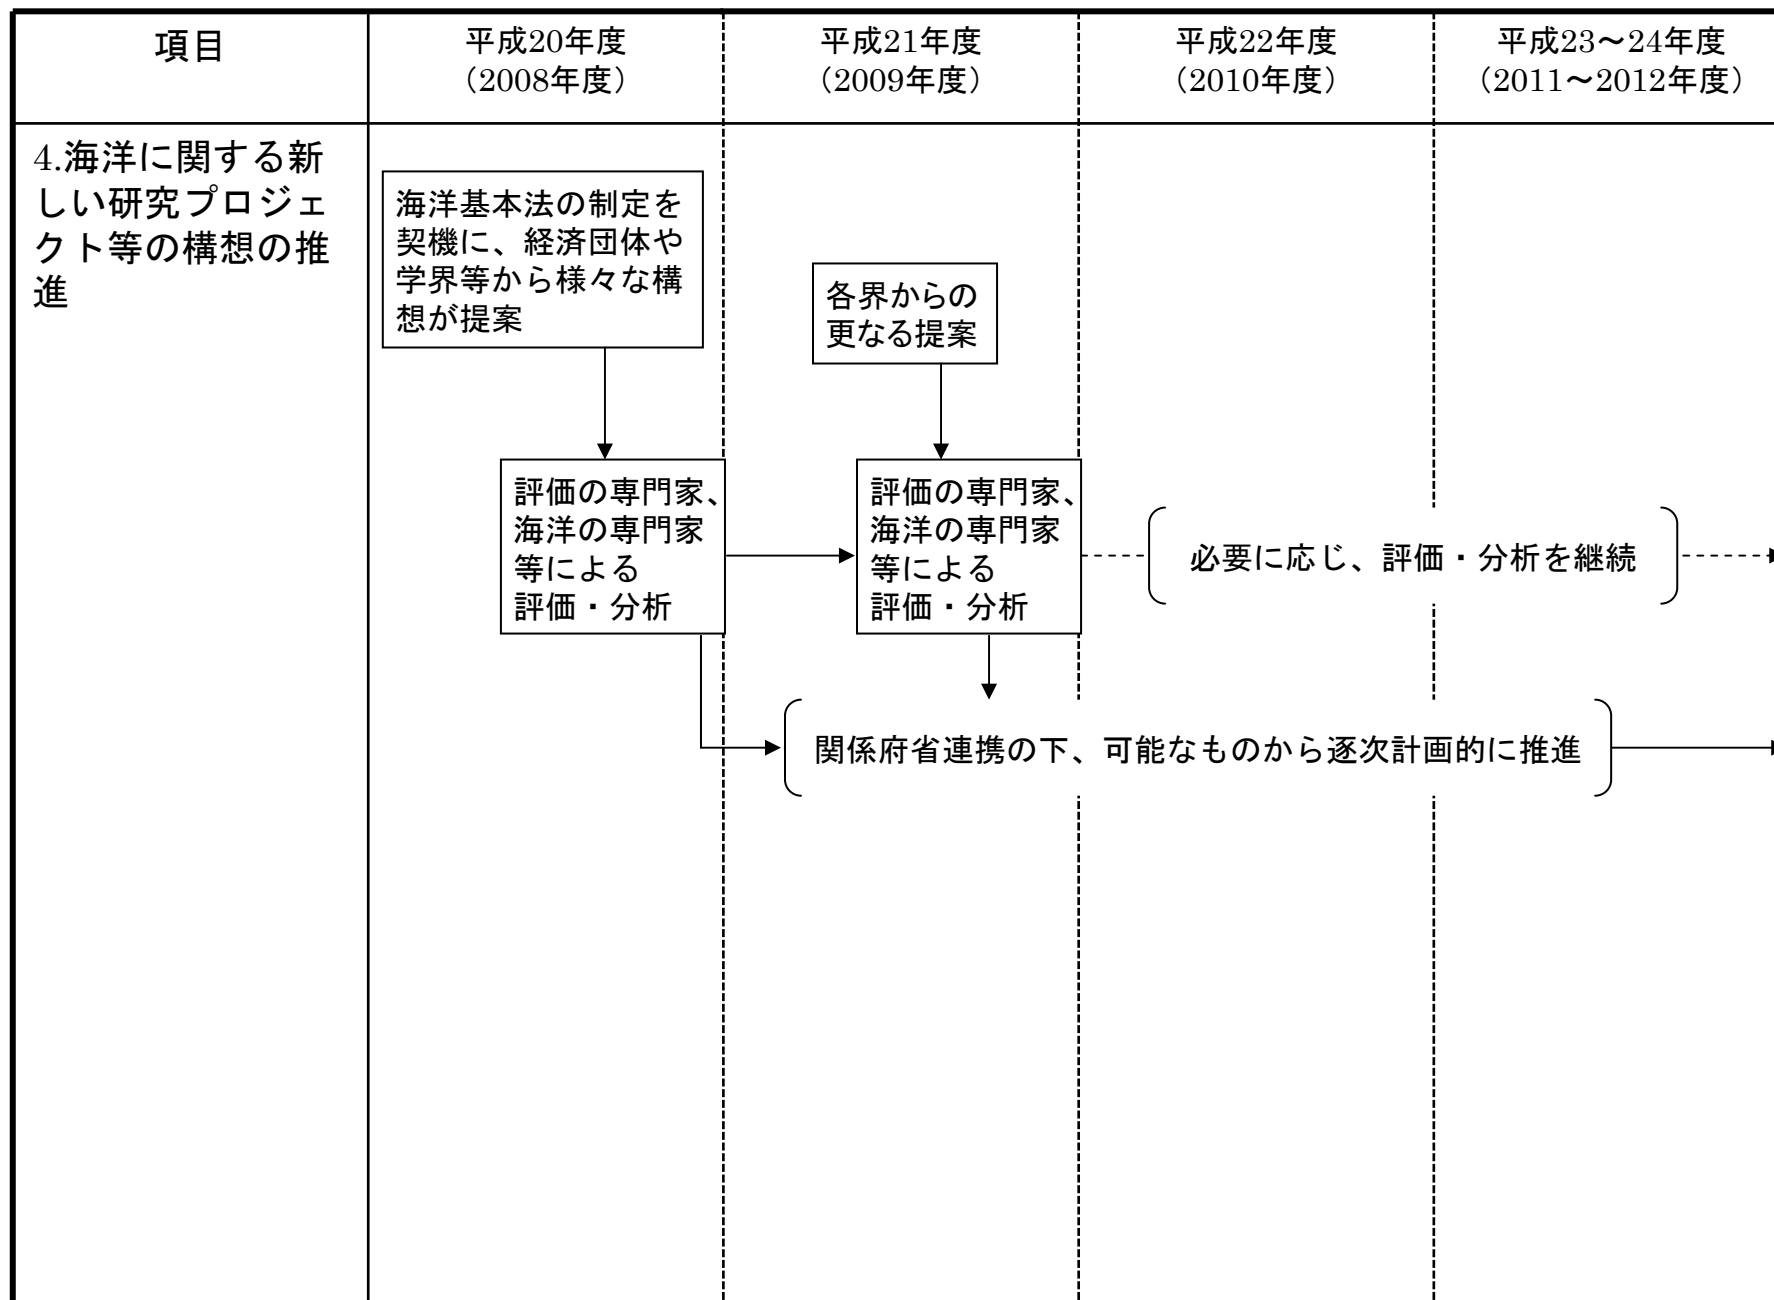 項目
平成20年度
（2008年度）
平成21年度
（2009年度）
平成22年度
（2010年度）
平成23～24年度
（2011～2012年度）
4.海洋に関する新
しい研究プロジェ
クト等の構想の推
進
海洋基本法の制定を
契機に、経済団体や
学界等から様々な構
想が提案
各界からの
更なる提案
評価の専門家、
海洋の専門家
等による
評価・分析
評価の専門家、
海洋の専門家
等による
評価・分析
必要に応じ、評価・分析を継続
関係府省連携の下、可能なものから逐次計画的に推進